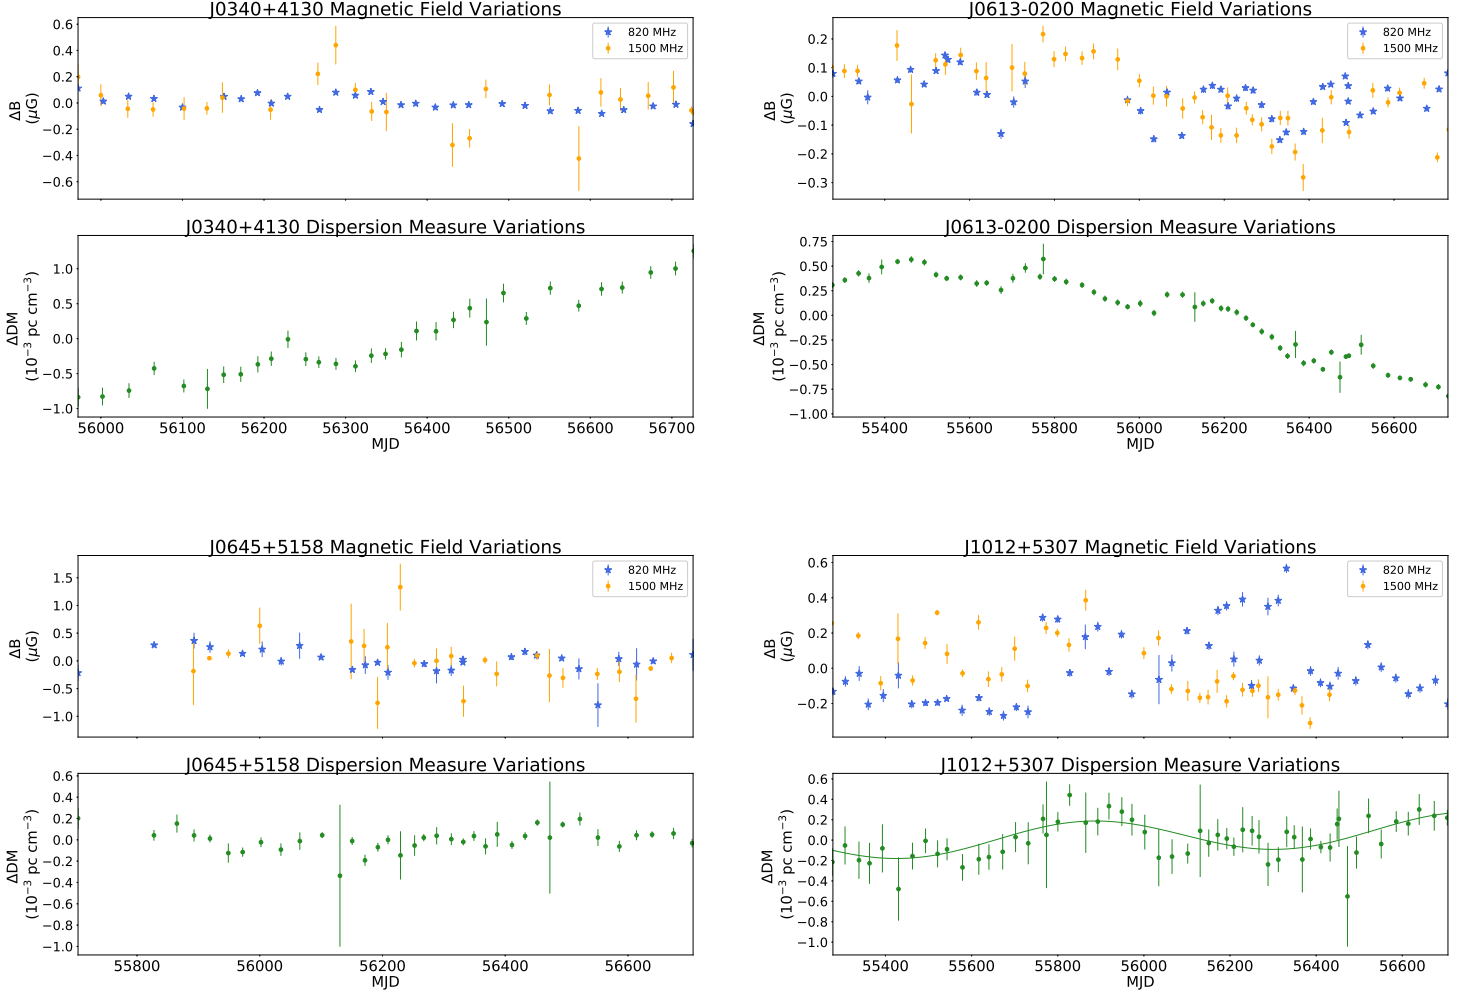 J0340+4130 Magnetic Field Variations
ΔB
(μG)
0.6
0.4
0.2
0.0
−0.2
−0.4
−0.6
820 MHz
1500 MHz
J0340+4130 Dispersion Measure Variations
ΔDM
(10⁻³ pc cm⁻³)
1.0
0.5
0.0
−0.5
−1.0
56000 56100 56200 56300 56400 56500 56600 56700
MJD
J0613-0200 Magnetic Field Variations
ΔB
(μG)
0.2
0.1
0.0
−0.1
−0.2
−0.3
820 MHz
1500 MHz
J0613-0200 Dispersion Measure Variations
ΔDM
(10⁻³ pc cm⁻³)
0.75
0.50
0.25
0.00
−0.25
−0.50
−0.75
−1.00
55400 55600 55800 56000 56200 56400 56600
MJD
J0645+5158 Magnetic Field Variations
ΔB
(μG)
1.5
1.0
0.5
0.0
−0.5
−1.0
820 MHz
1500 MHz
J0645+5158 Dispersion Measure Variations
ΔDM
(10⁻³ pc cm⁻³)
0.6
0.4
0.2
0.0
−0.2
−0.4
−0.6
−0.8
−1.0
55800 56000 56200 56400 56600
MJD
J1012+5307 Magnetic Field Variations
ΔB
(μG)
0.6
0.4
0.2
0.0
−0.2
820 MHz
1500 MHz
J1012+5307 Dispersion Measure Variations
ΔDM
(10⁻³ pc cm⁻³)
0.6
0.4
0.2
0.0
−0.2
−0.4
−0.6
−0.8
−1.0
55400 55600 55800 56000 56200 56400 56600
MJD